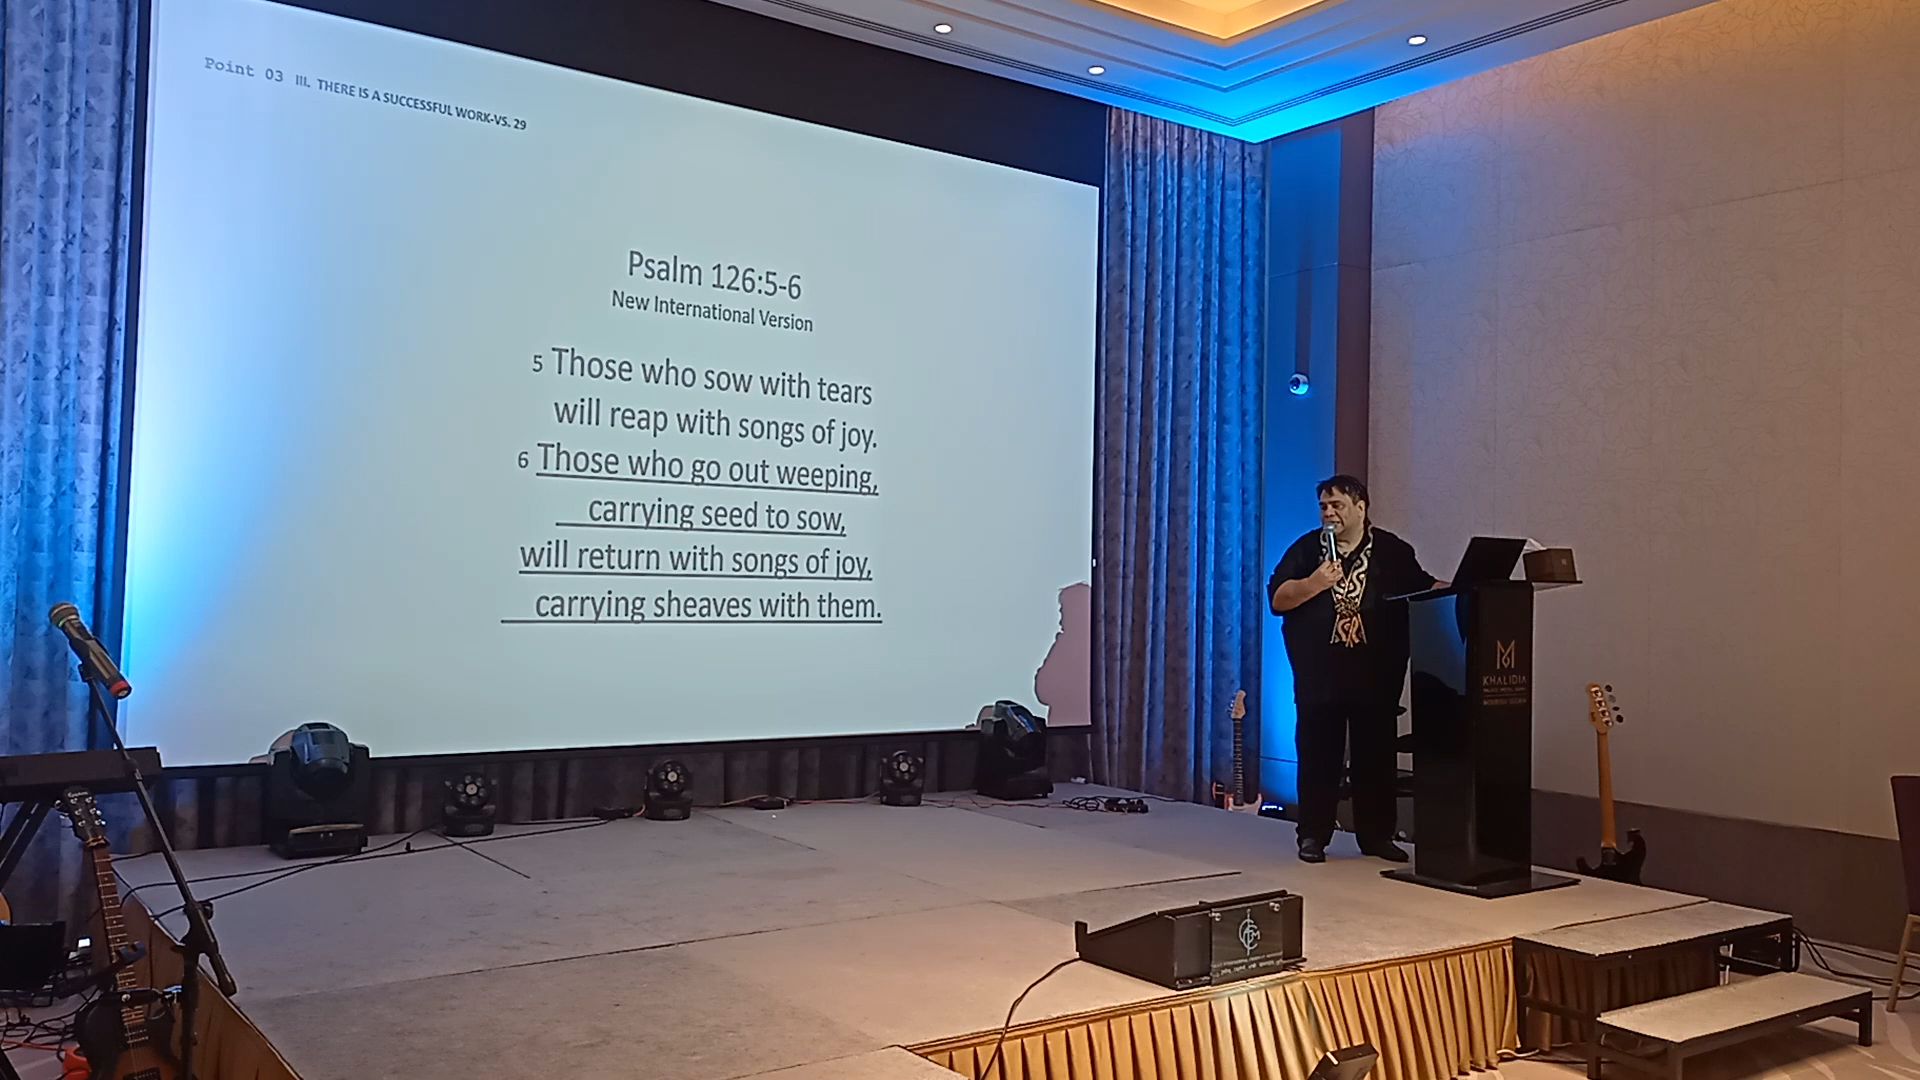 Point 03 III. THERE IS A SUCCESSFUL WORK-VS. 29
Psalm 126:5-6
New International Version
5 Those who sow with tears
will reap with songs of joy.
6 Those who go out weeping,
carrying seed to sow,
will return with songs of joy,
carrying sheaves with them.
KHALIDIA